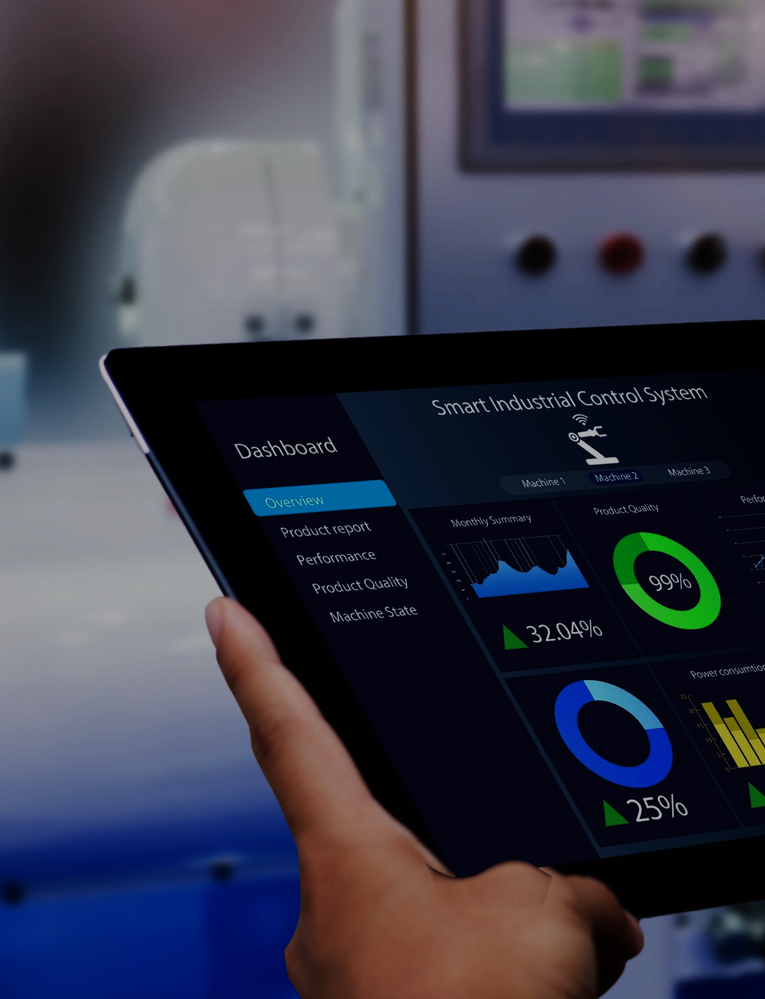 Smart Industrial Control System
Dashboard
Machine 1
Machine 2
Machine 3
Overview
Product report
Performance
Product Quality
Machine State
Monthly Summary
32.04%
Product Quality
99%
Perfor
25%
Power consumtion
25
20
15
10
5
0